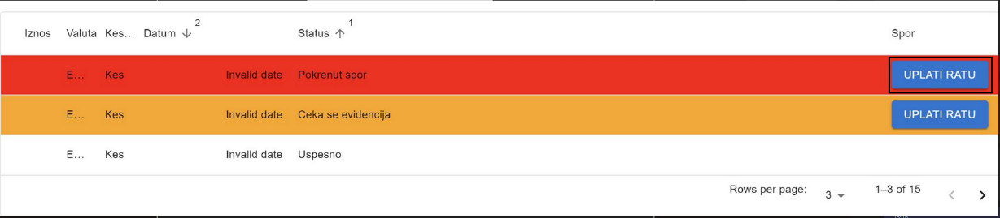 Iznos Valuta Kes... Datum 2 Status 1 Spor
E... Kes Invalid date Pokrenut spor UPLATI RATU
E... Kes Invalid date Ceka se evidencija UPLATI RATU
E... Kes Invalid date Uspesno
Rows per page: 3 1–3 of 15